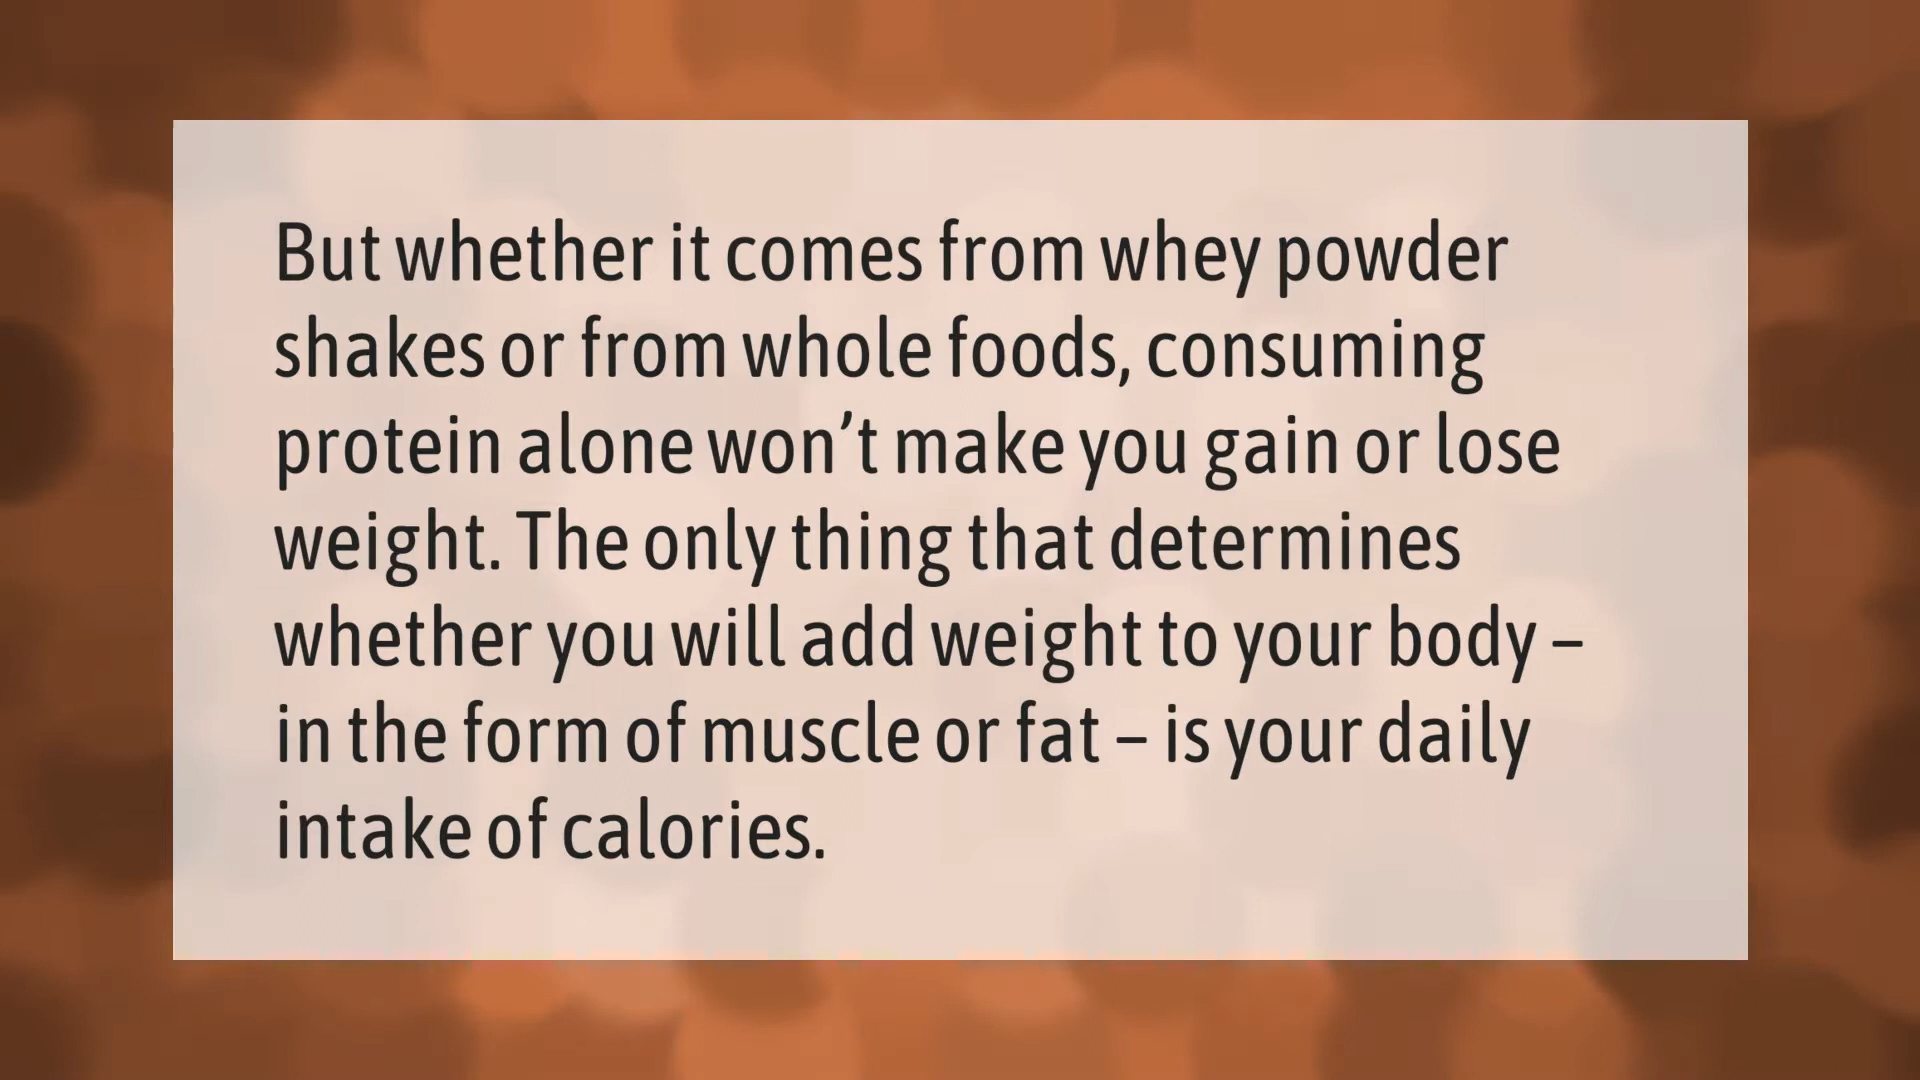 But whether it comes from whey powder
shakes or from whole foods, consuming
protein alone won’t make you gain or lose
weight. The only thing that determines
whether you will add weight to your body –
in the form of muscle or fat – is your daily
intake of calories.